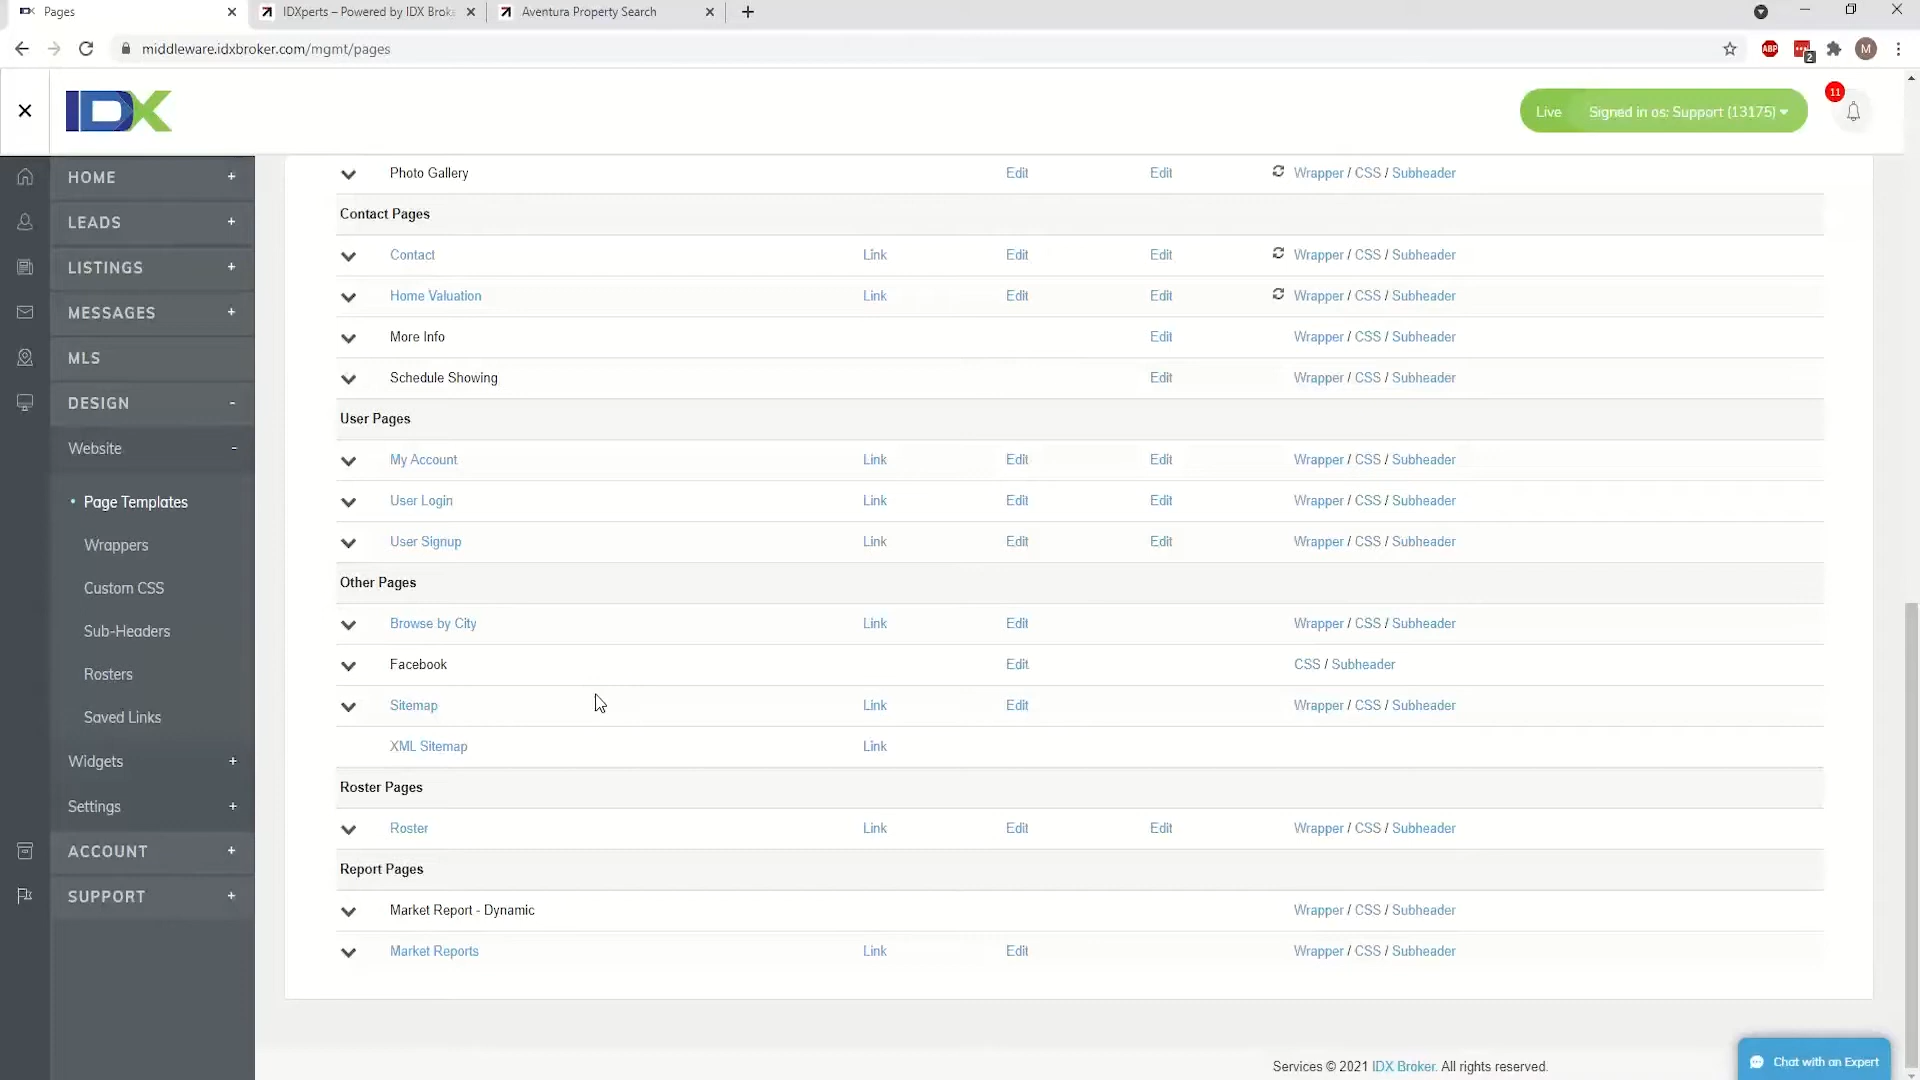 Pages
IDXperts – Powered by IDX Brok
Aventura Property Search
middleware.idxbroker.com/mgmt/pages
ABP
2
M
IDX
Live Signed in as: Support (13175)
11
HOME +
LEADS +
LISTINGS +
MESSAGES +
MLS
DESIGN -
Website -
Page Templates
Wrappers
Custom CSS
Sub-Headers
Rosters
Saved Links
Widgets +
Settings +
ACCOUNT +
SUPPORT +
Photo Gallery Edit Edit Wrapper / CSS / Subheader
Contact Pages
Contact Link Edit Edit Wrapper / CSS / Subheader
Home Valuation Link Edit Edit Wrapper / CSS / Subheader
More Info Edit Wrapper / CSS / Subheader
Schedule Showing Edit Wrapper / CSS / Subheader
User Pages
My Account Link Edit Edit Wrapper / CSS / Subheader
User Login Link Edit Edit Wrapper / CSS / Subheader
User Signup Link Edit Edit Wrapper / CSS / Subheader
Other Pages
Browse by City Link Edit Wrapper / CSS / Subheader
Facebook Edit CSS / Subheader
Sitemap Link Edit Wrapper / CSS / Subheader
XML Sitemap Link
Roster Pages
Roster Link Edit Edit Wrapper / CSS / Subheader
Report Pages
Market Report - Dynamic Wrapper / CSS / Subheader
Market Reports Link Edit Wrapper / CSS / Subheader
Services © 2021 IDX Broker. All rights reserved.
Chat with an Expert